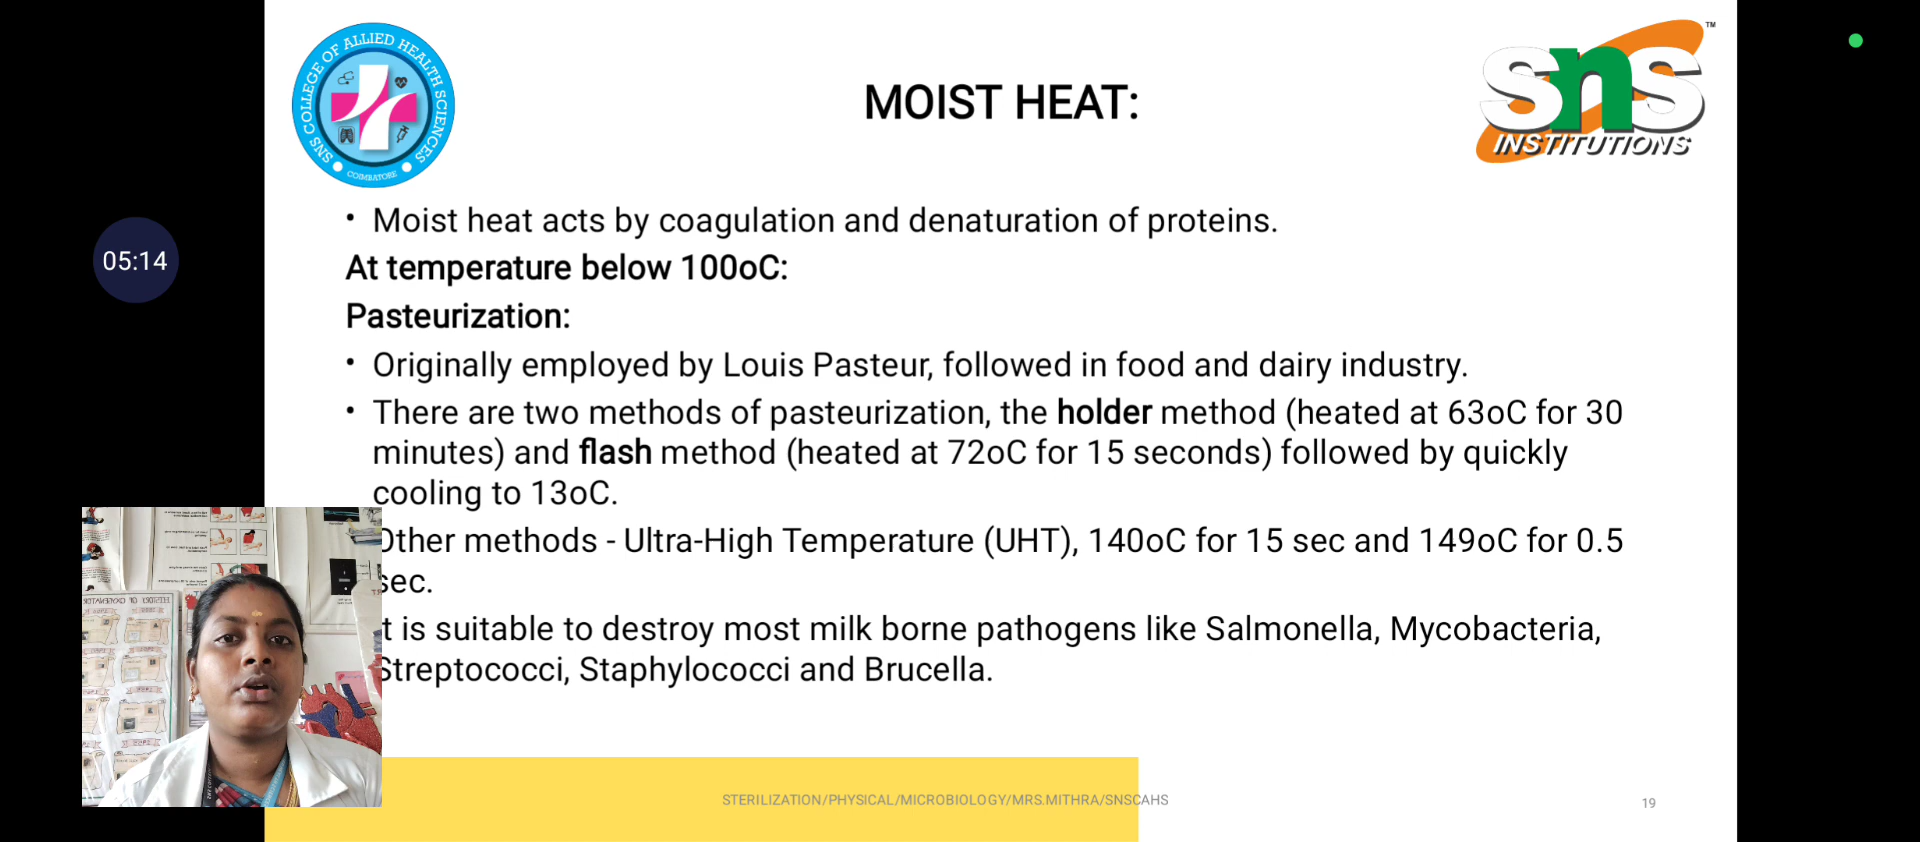 SNS COLLEGE OF ALLIED HEALTH SCIENCES
COIMBATORE
MOIST HEAT:
sns
INSTITUTIONS
TM
05:14
• Moist heat acts by coagulation and denaturation of proteins.
At temperature below 100oC:
Pasteurization:
• Originally employed by Louis Pasteur, followed in food and dairy industry.
• There are two methods of pasteurization, the holder method (heated at 63oC for 30
minutes) and flash method (heated at 72oC for 15 seconds) followed by quickly
cooling to 13oC.
Other methods - Ultra-High Temperature (UHT), 140oC for 15 sec and 149oC for 0.5
sec.
t is suitable to destroy most milk borne pathogens like Salmonella, Mycobacteria,
Streptococci, Staphylococci and Brucella.
STERILIZATION/PHYSICAL/MICROBIOLOGY/MRS.MITHRA/SNSCAHS
19